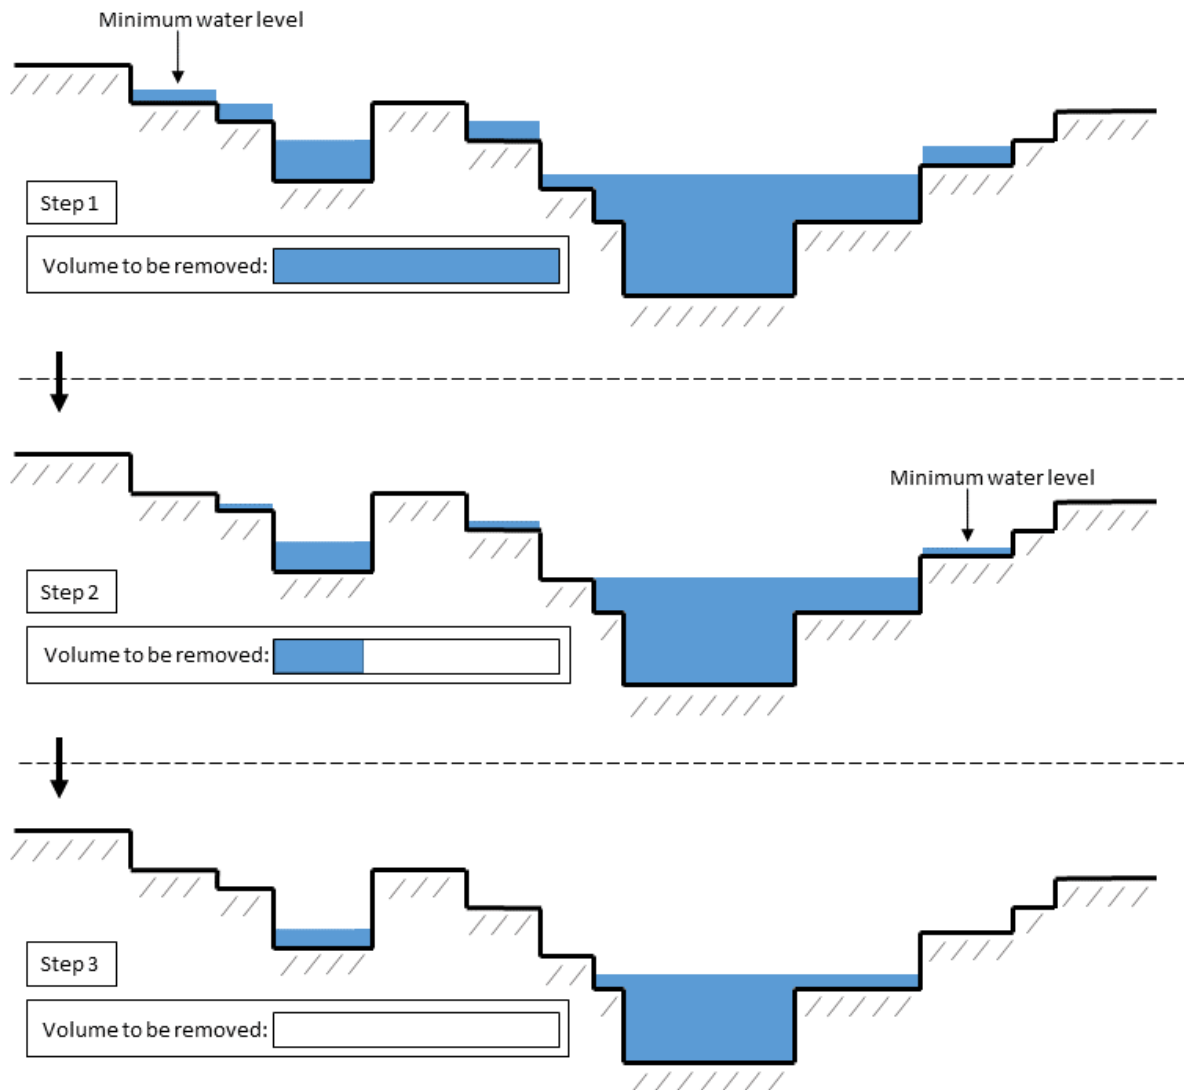 Minimum water level
Step 1
Volume to be removed:
Minimum water level
Step 2
Volume to be removed:
Step 3
Volume to be removed: